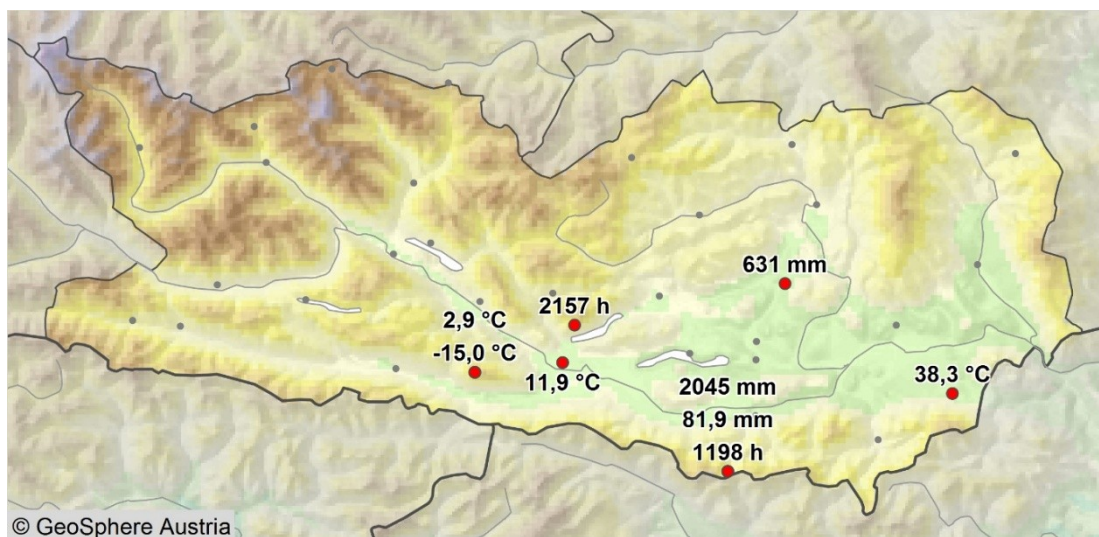 631 mm
2157 h
2,9 °C
-15,0 °C
11,9 °C
2045 mm
38,3 °C
81,9 mm
1198 h
© GeoSphere Austria